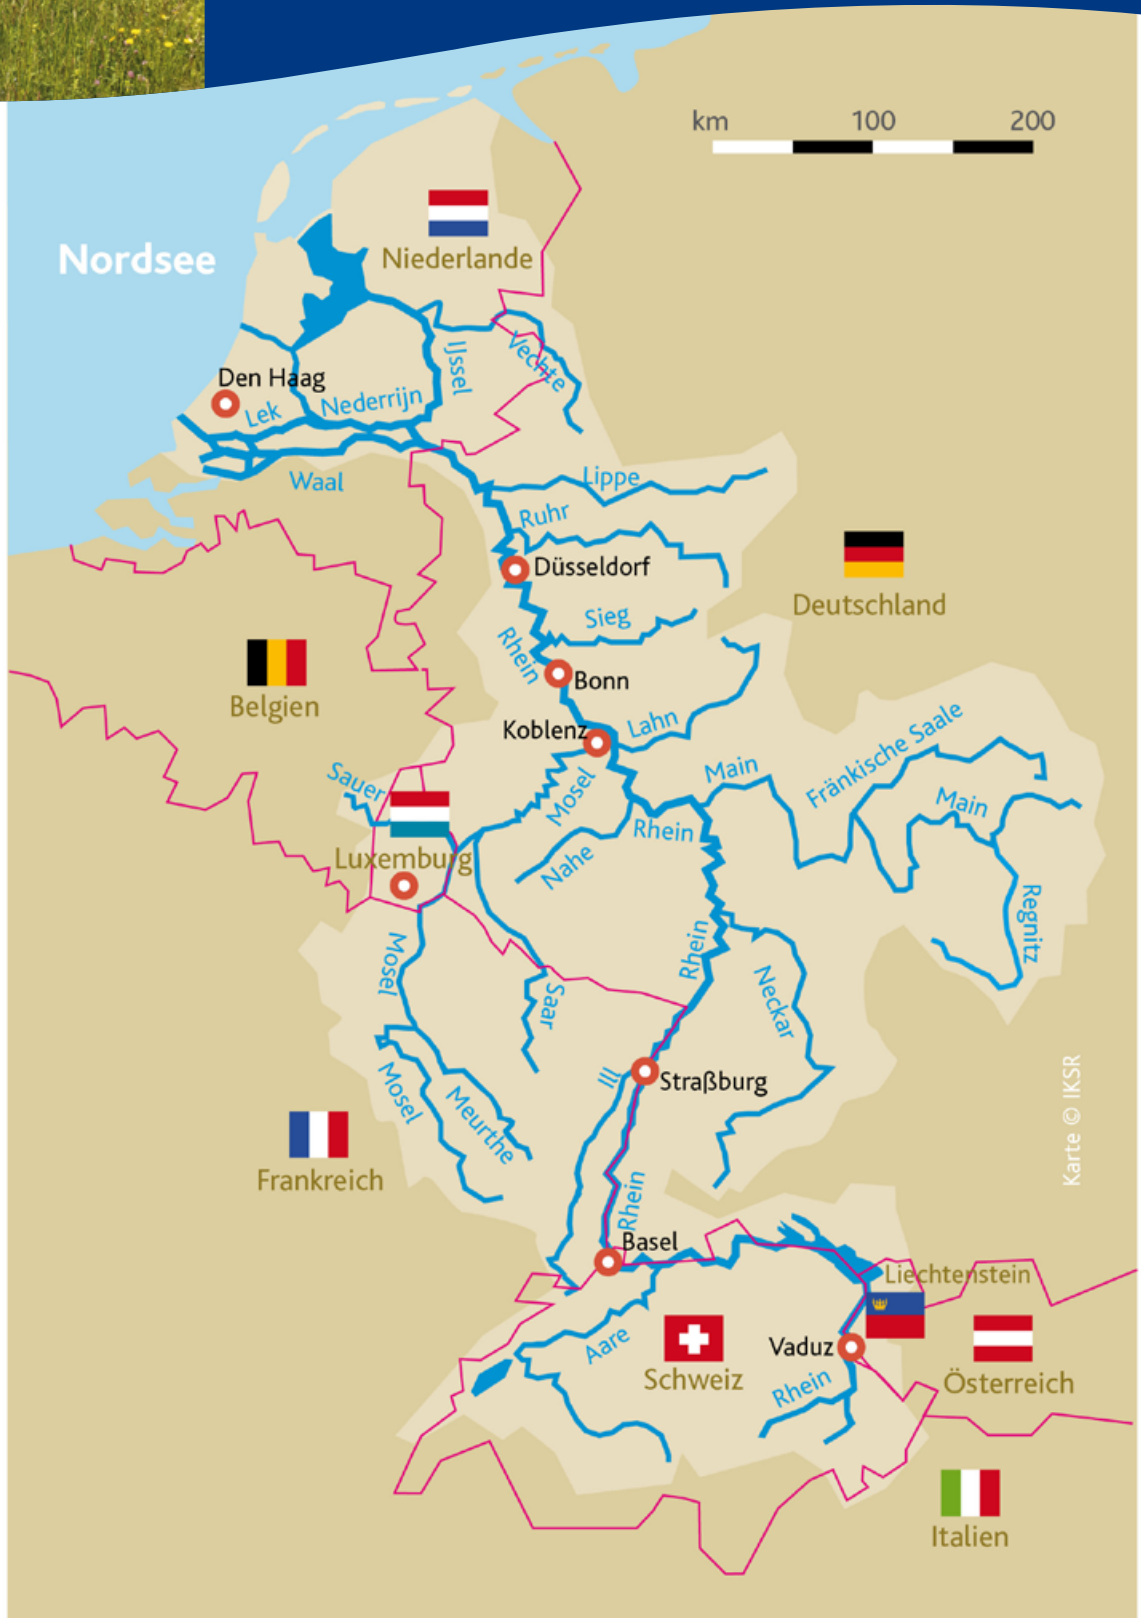 km 100 200
Nordsee
Niederlande
IJssel
Vechte
Den Haag
Lek
Nederrijn
Waal
Lippe
Ruhr
Düsseldorf
Deutschland
Sieg
Rhein
Belgien
Bonn
Koblenz
Lahn
Fränkische Saale
Sauer
Mosel
Main
Main
Rhein
Luxemburg
Nahe
Regnitz
Mosel
Rhein
Neckar
Saar
Ill
Straßburg
Mosel
Meurthe
Karte © IKSR
Frankreich
Rhein
Basel
Liechtenstein
Aare
Vaduz
Schweiz
Rhein
Österreich
Italien